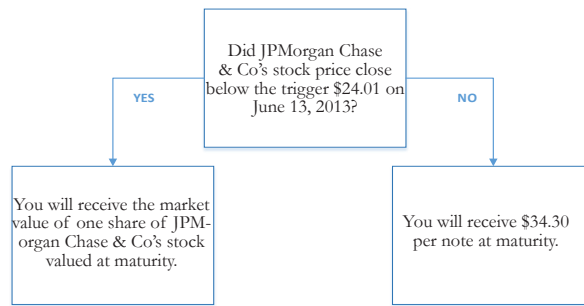 Did JPMorgan Chase
& Co’s stock price close
below the trigger $24.01 on
June 13, 2013?
YES
NO
You will receive the market
value of one share of JPM-
organ Chase & Co’s stock
valued at maturity.
You will receive $34.30
per note at maturity.